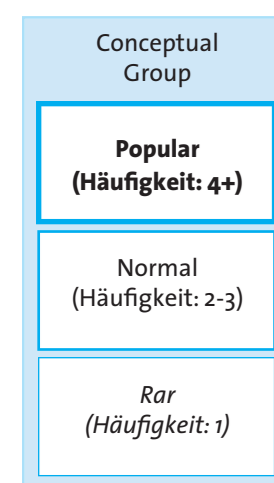 Conceptual
Group
Popular
(Häufigkeit: 4+)
Normal
(Häufigkeit: 2-3)
Rar
(Häufigkeit: 1)